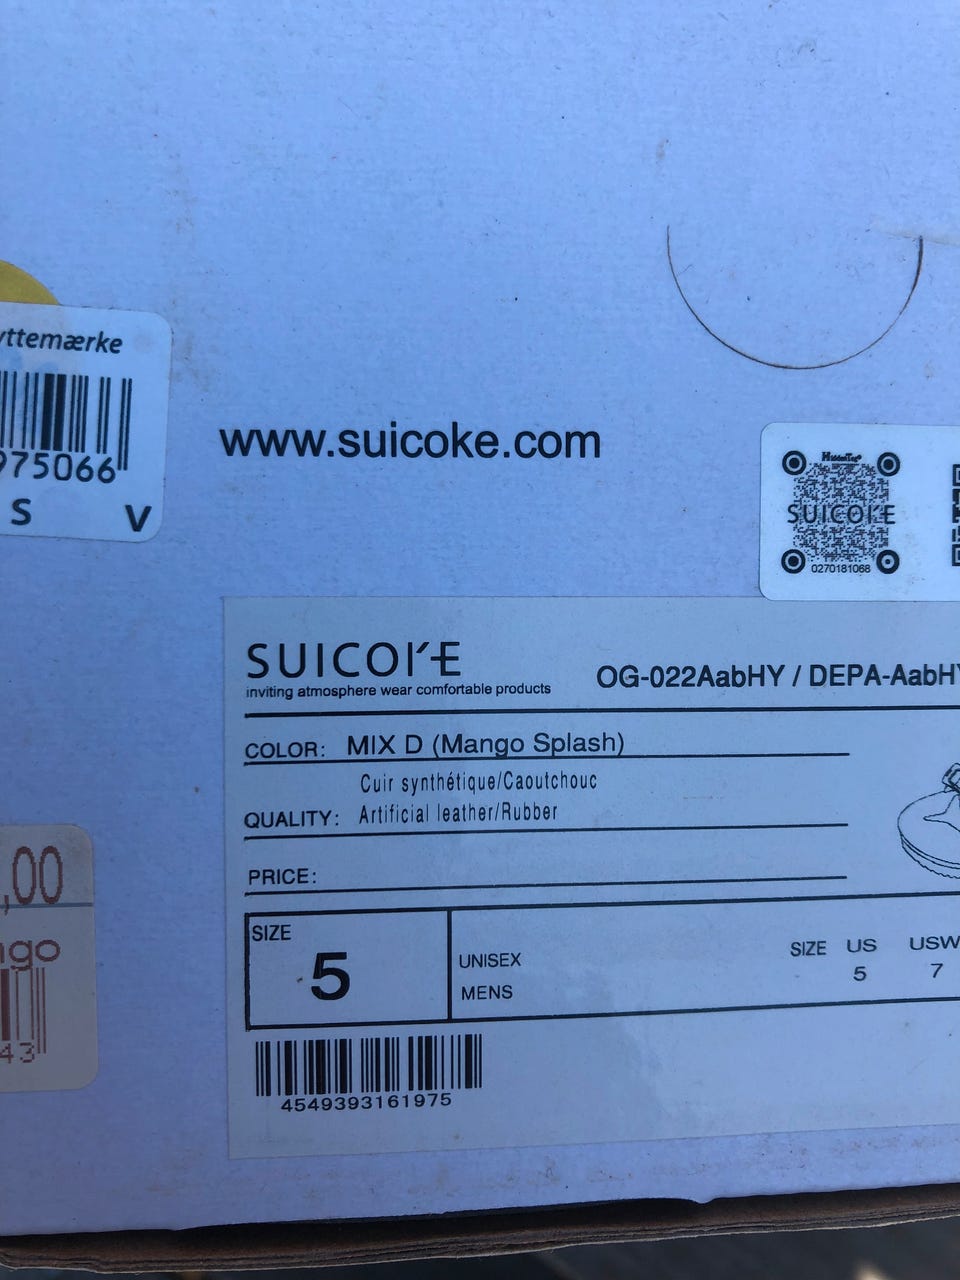 yttemærke
975066
S V
www.suicoke.com
HiddenTag
SUICOKE
0270181068
SUICOKE
inviting atmosphere wear comfortable products
OG-022AabHY / DEPA-AabHY
COLOR: MIX D (Mango Splash)
Cuir synthétique/Caoutchouc
QUALITY: Artificial leather/Rubber
PRICE:
SIZE
5
UNISEX
MENS
SIZE US USW
5 7
4549393161975
,00
ngo
43